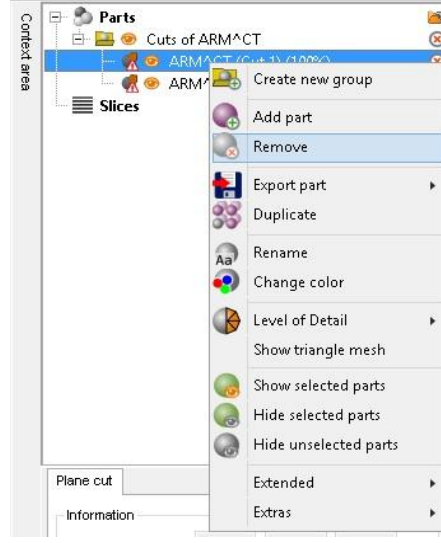 Context area
Parts
Cuts of ARM^CT
ARM^CT (Cut 1) (100%)
ARM^
Slices
Create new group
Add part
Remove
Export part
Duplicate
Aa
Rename
Change color
Level of Detail
Show triangle mesh
Show selected parts
Hide selected parts
Hide unselected parts
Extended
Extras
Plane cut
Information